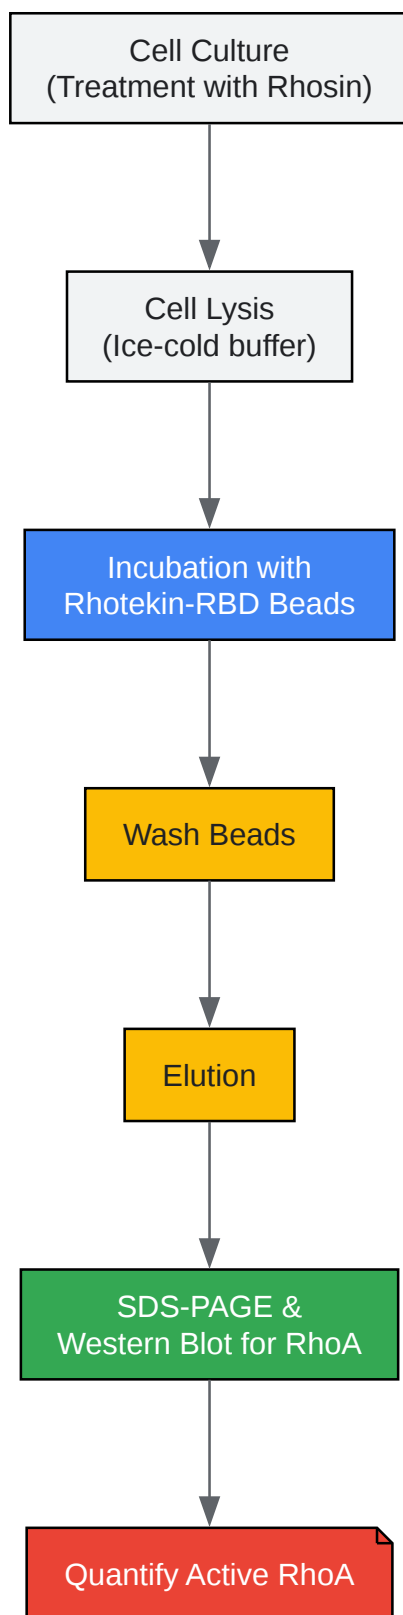 Cell Culture
(Treatment with Rhosin)
Cell Lysis
(Ice-cold buffer)
Incubation with
Rhotekin-RBD Beads
Wash Beads
Elution
SDS-PAGE &
Western Blot for RhoA
Quantify Active RhoA